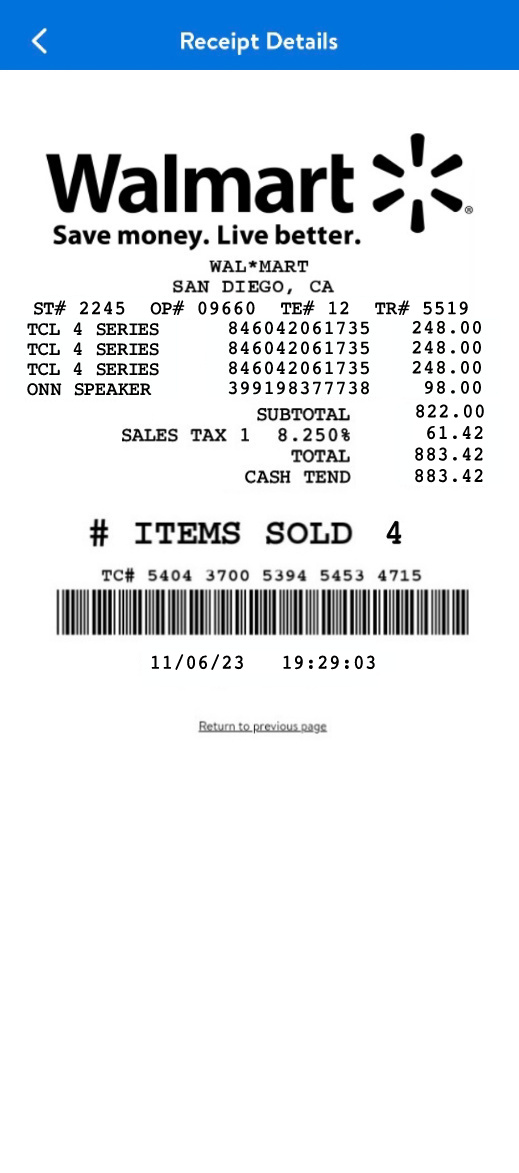 Receipt Details
Walmart
Save money. Live better.
WAL*MART
SAN DIEGO, CA
ST# 2245 OP# 09660 TE# 12 TR# 5519
TCL 4 SERIES 846042061735 248.00
TCL 4 SERIES 846042061735 248.00
TCL 4 SERIES 846042061735 248.00
ONN SPEAKER 399198377738 98.00
SUBTOTAL 822.00
SALES TAX 1 8.250% 61.42
TOTAL 883.42
CASH TEND 883.42
# ITEMS SOLD 4
TC# 5404 3700 5394 5453 4715
11/06/23 19:29:03
Return to previous page